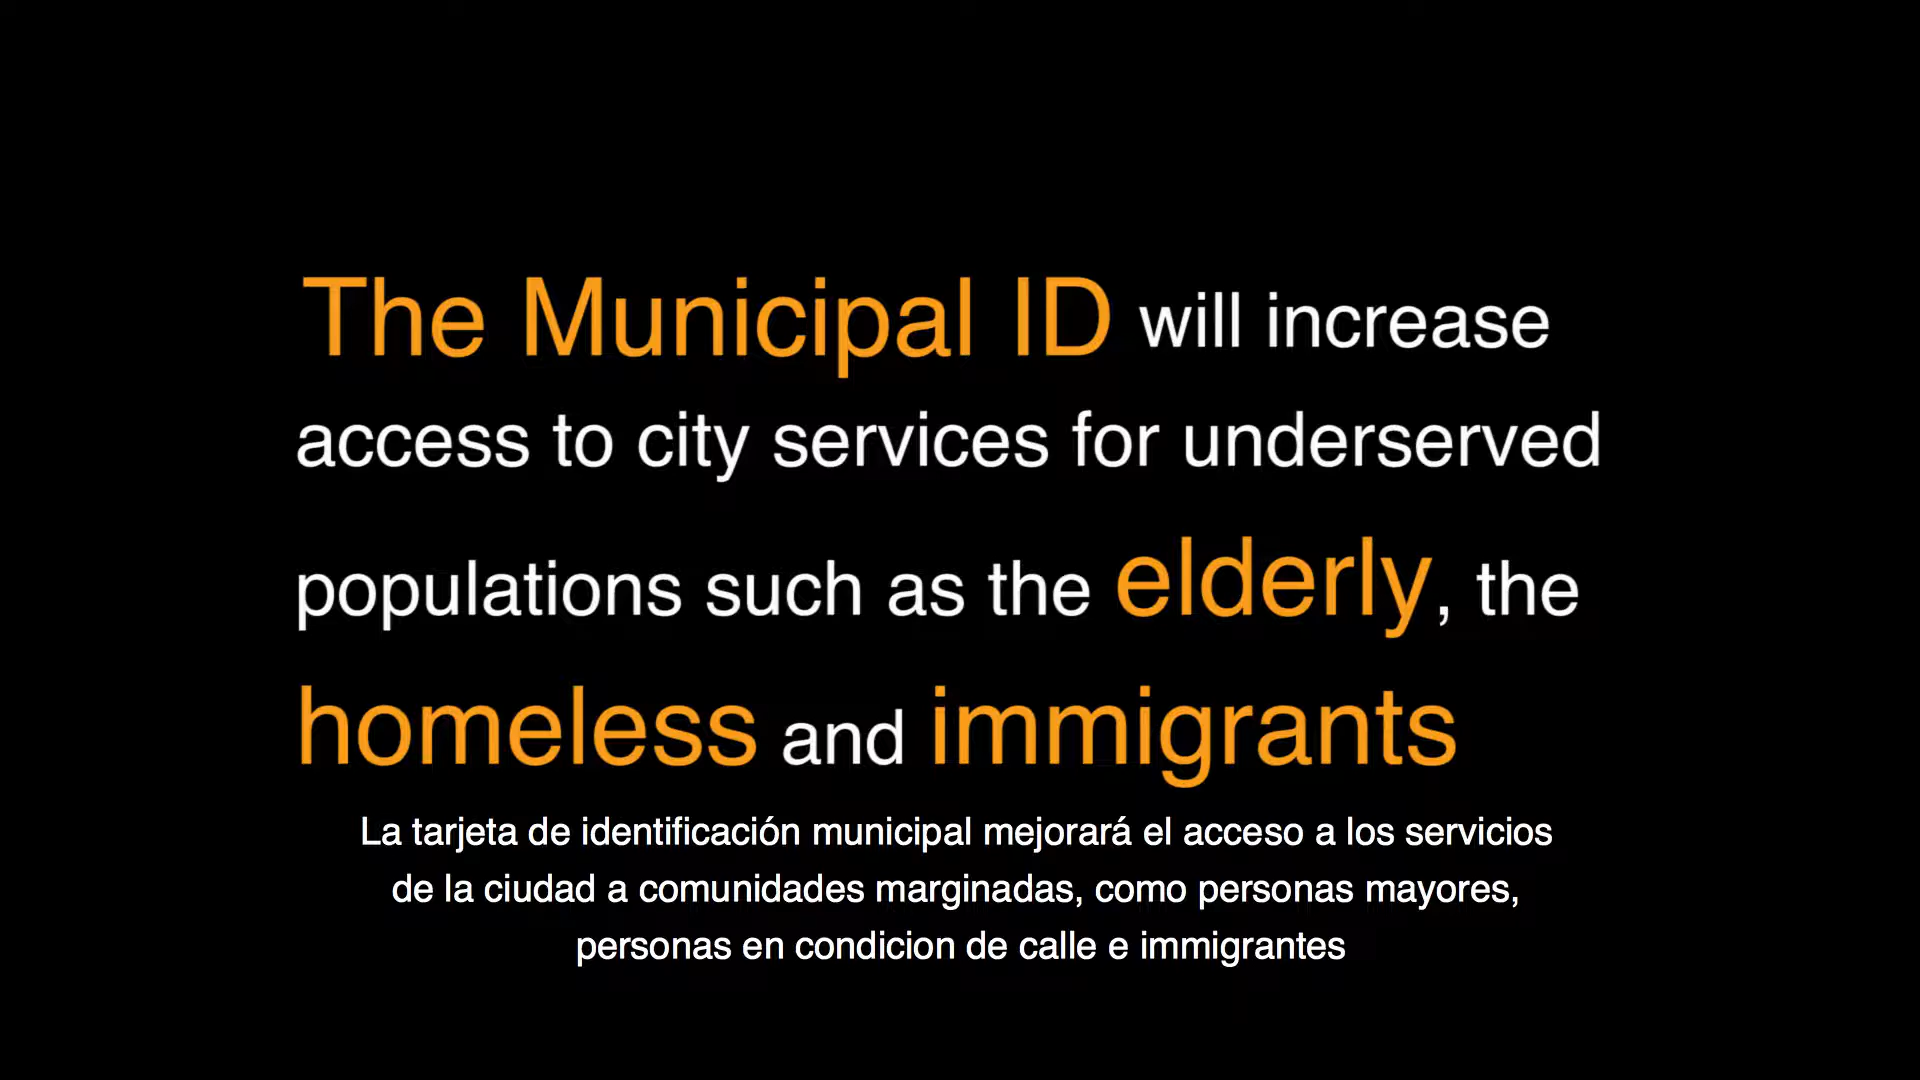 The Municipal ID will increase
access to city services for underserved
populations such as the elderly, the
homeless and immigrants
La tarjeta de identificación municipal mejorará el acceso a los servicios
de la ciudad a comunidades marginadas, como personas mayores,
personas en condicion de calle e immigrantes